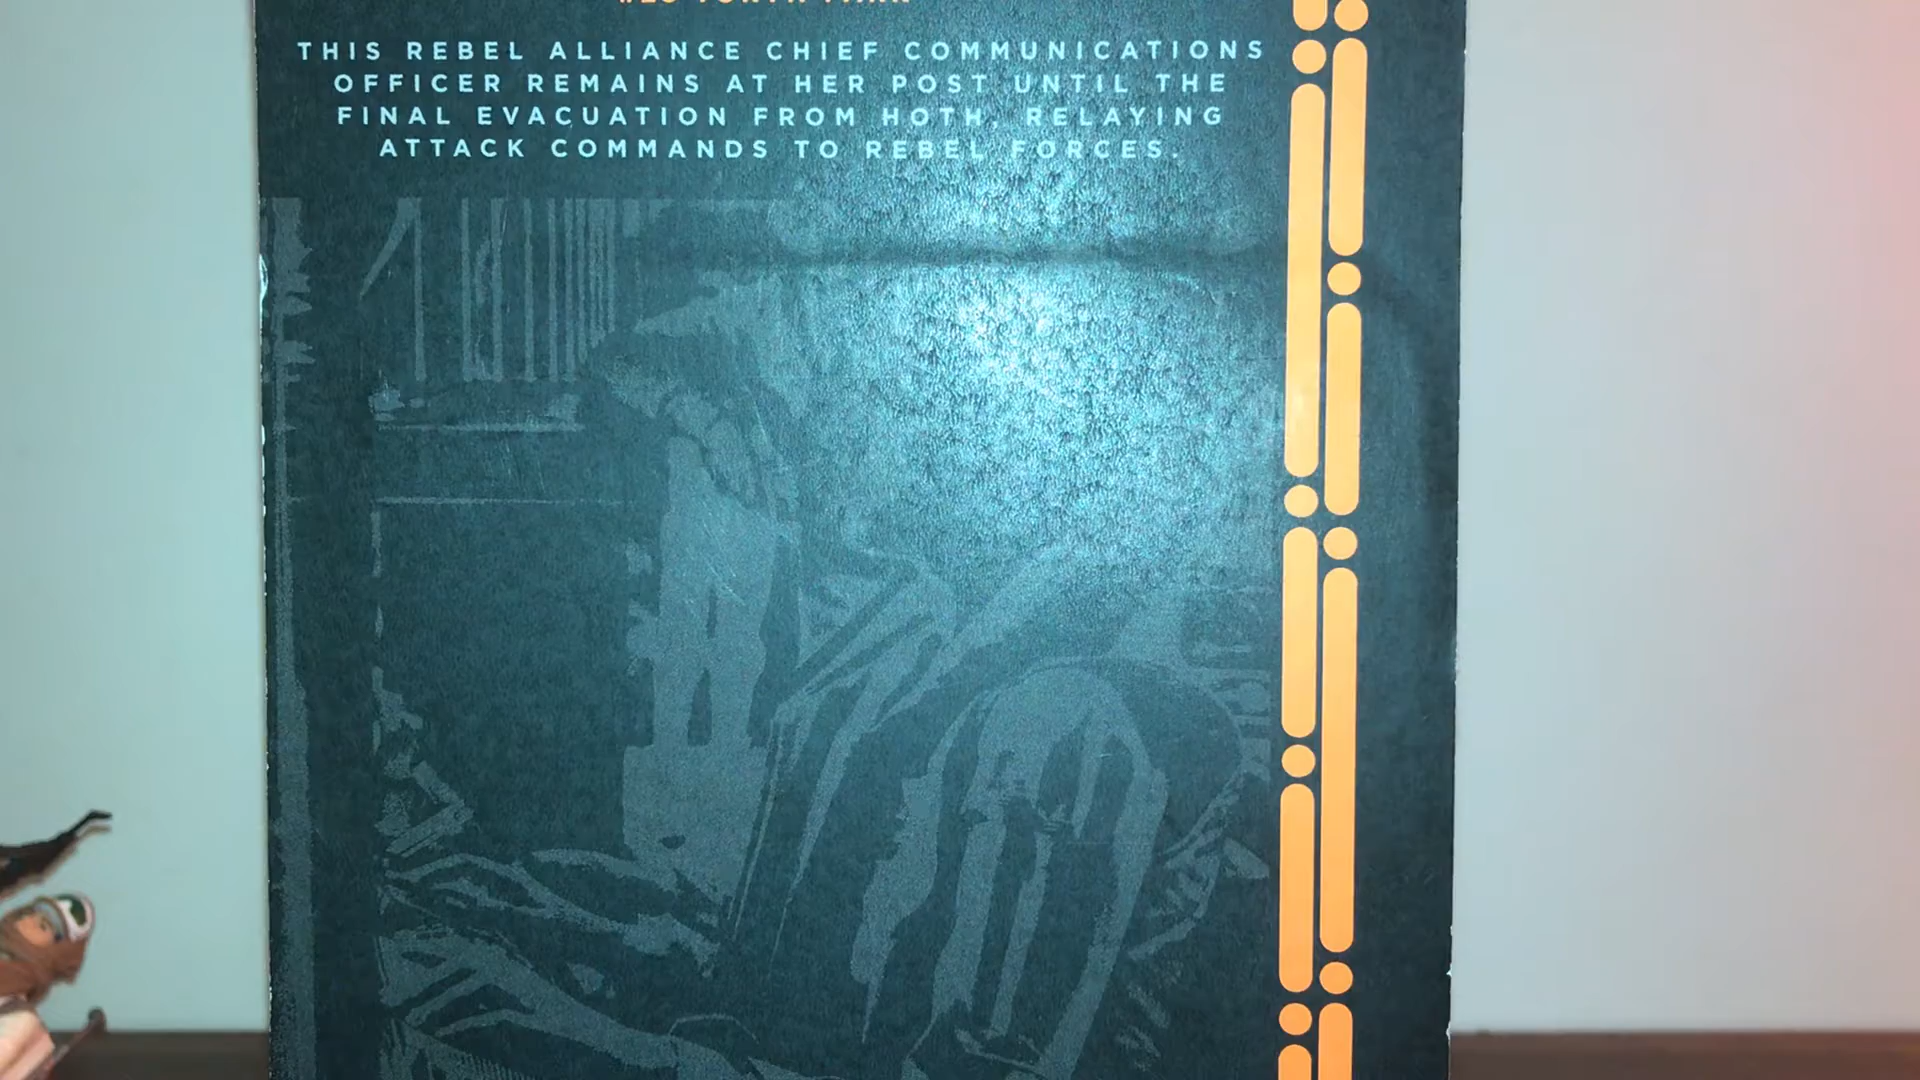 THIS REBEL ALLIANCE CHIEF COMMUNICATIONS
OFFICER REMAINS AT HER POST UNTIL THE
FINAL EVACUATION FROM HOTH, RELAYING
ATTACK COMMANDS TO REBEL FORCES.